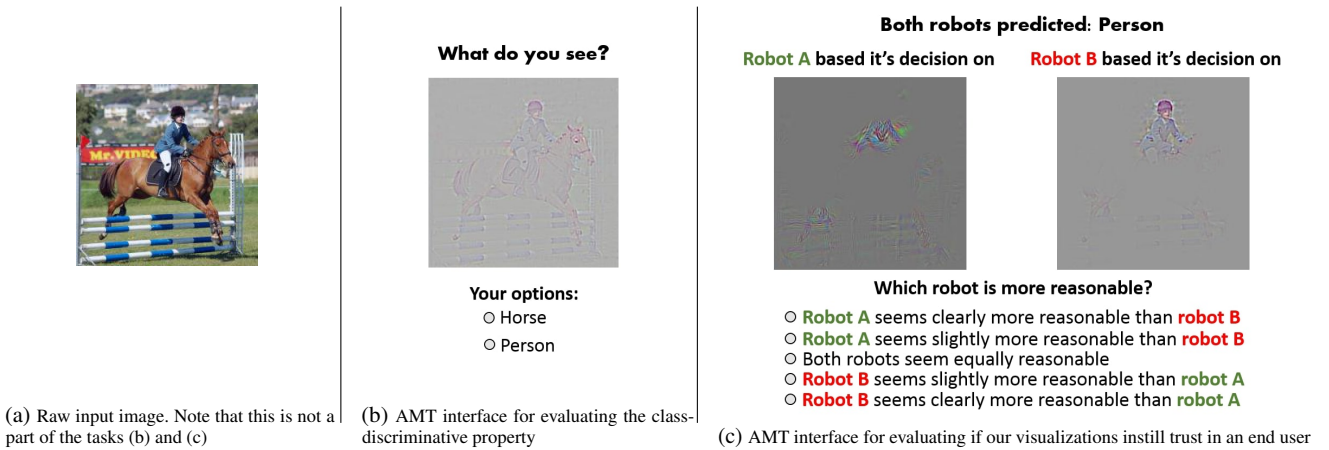 Mr.VIDEO
(a) Raw input image. Note that this is not a
part of the tasks (b) and (c)
What do you see?
Your options:
Horse
Person
(b) AMT interface for evaluating the class-
discriminative property
Both robots predicted: Person
Robot A based it's decision on
Robot B based it's decision on
Which robot is more reasonable?
Robot A seems clearly more reasonable than robot B
Robot A seems slightly more reasonable than robot B
Both robots seem equally reasonable
Robot B seems slightly more reasonable than robot A
Robot B seems clearly more reasonable than robot A
(c) AMT interface for evaluating if our visualizations instill trust in an end user